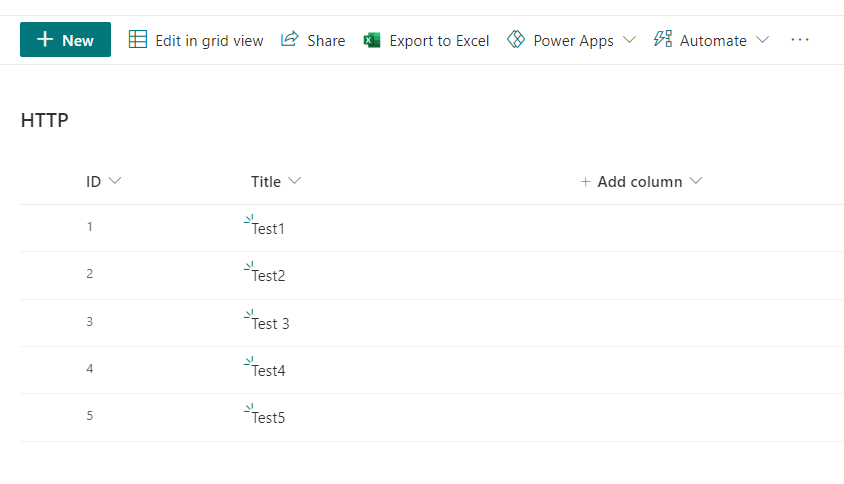 New Edit in grid view Share Export to Excel Power Apps Automate ...
HTTP
ID Title + Add column
1 Test1
2 Test2
3 Test 3
4 Test4
5 Test5